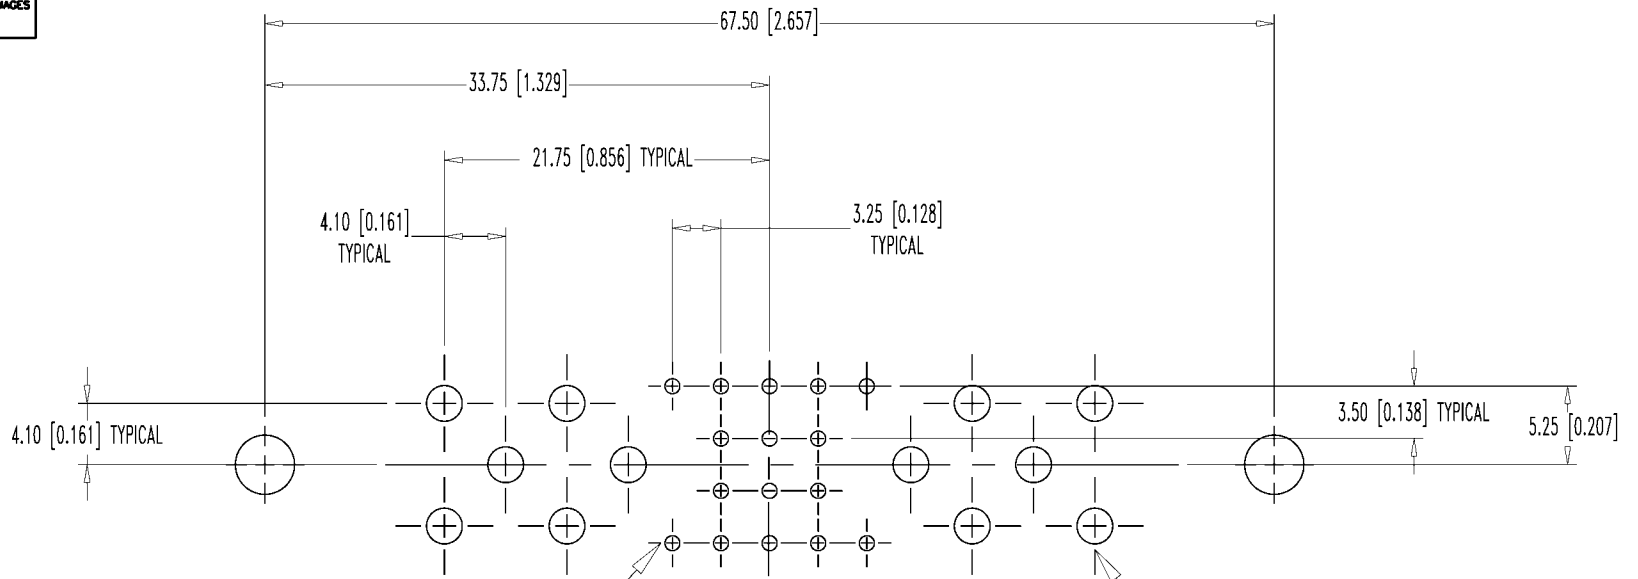 67.50 [2.657]
33.75 [1.329]
21.75 [0.856] TYPICAL
4.10 [0.161]
TYPICAL
3.25 [0.128]
TYPICAL
4.10 [0.161] TYPICAL
3.50 [0.138] TYPICAL
5.25 [0.207]